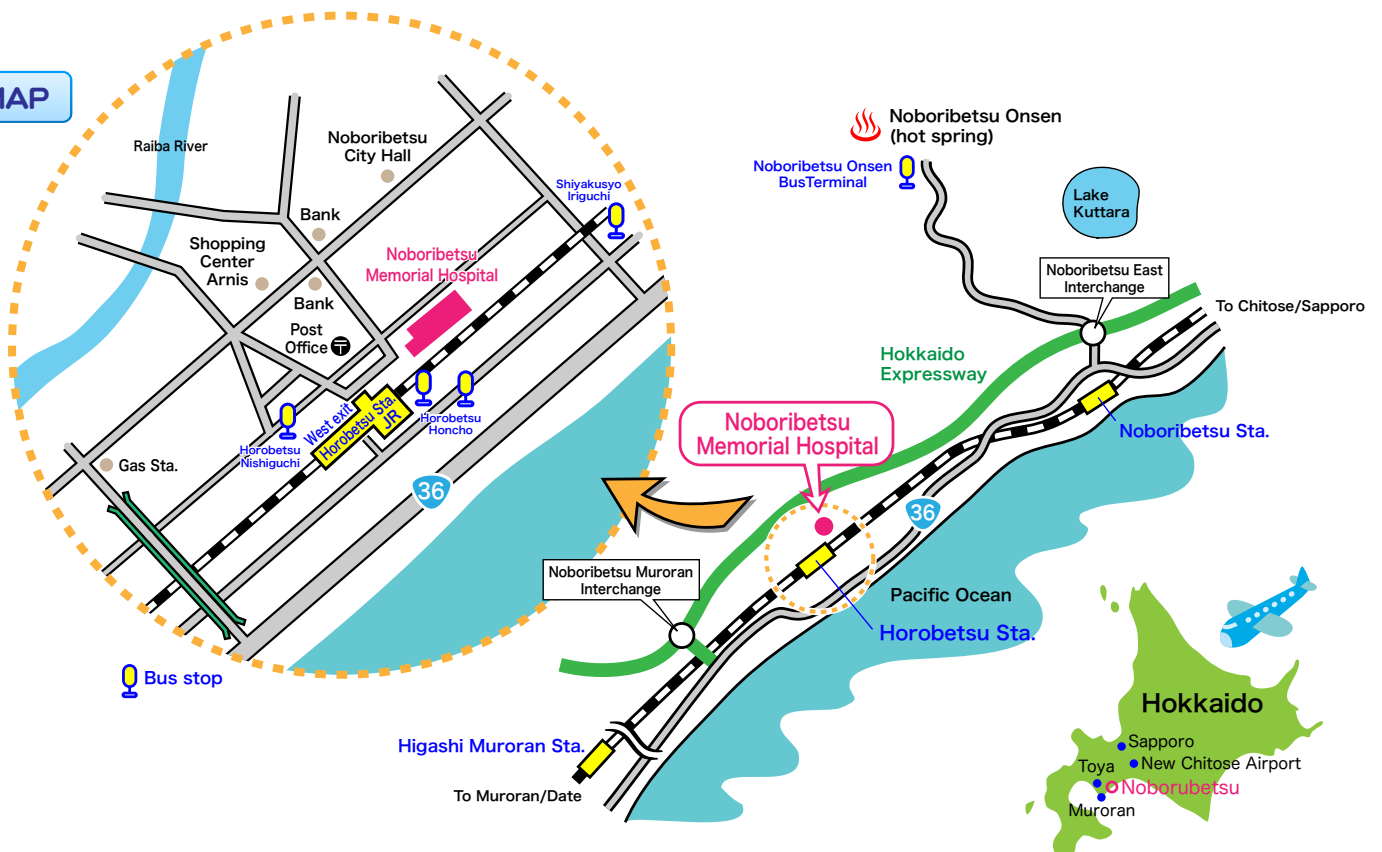 MAP
Raiba River
Noboribetsu
City Hall
Bank
Shopping
Center
Arnis
Bank
Post
Office
Shiyakusyo
Iriguchi
Noboribetsu
Memorial Hospital
West exit
Horobetsu Sta.
JR
Horobetsu
Honcho
Horobetsu
Nishiguchi
Gas Sta.
36
Bus stop
Noboribetsu Onsen
(hot spring)
Noboribetsu Onsen
BusTerminal
Lake
Kuttara
Noboribetsu East
Interchange
To Chitose/Sapporo
Hokkaido
Expressway
Noboribetsu
Memorial Hospital
Noboribetsu Sta.
36
Noboribetsu Muroran
Interchange
Pacific Ocean
Horobetsu Sta.
Higashi Muroran Sta.
To Muroran/Date
Hokkaido
Sapporo
New Chitose Airport
Toya
Noborubetsu
Muroran